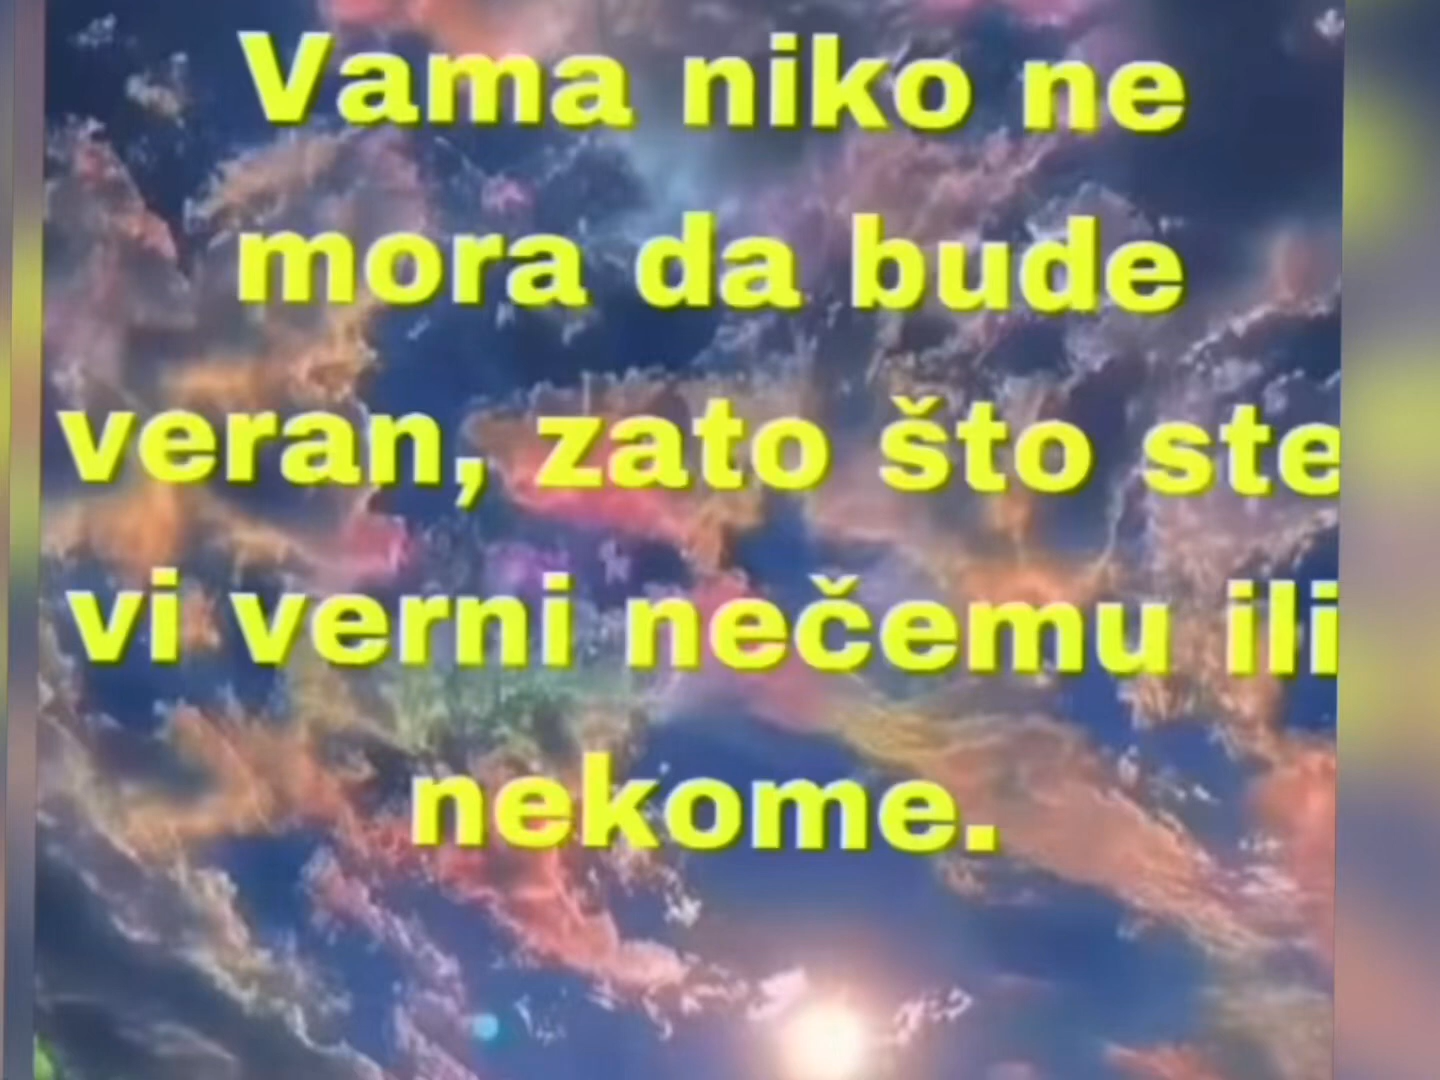 Vama niko ne
mora da bude
veran, zato što ste
vi verni nečemu ili
nekome.